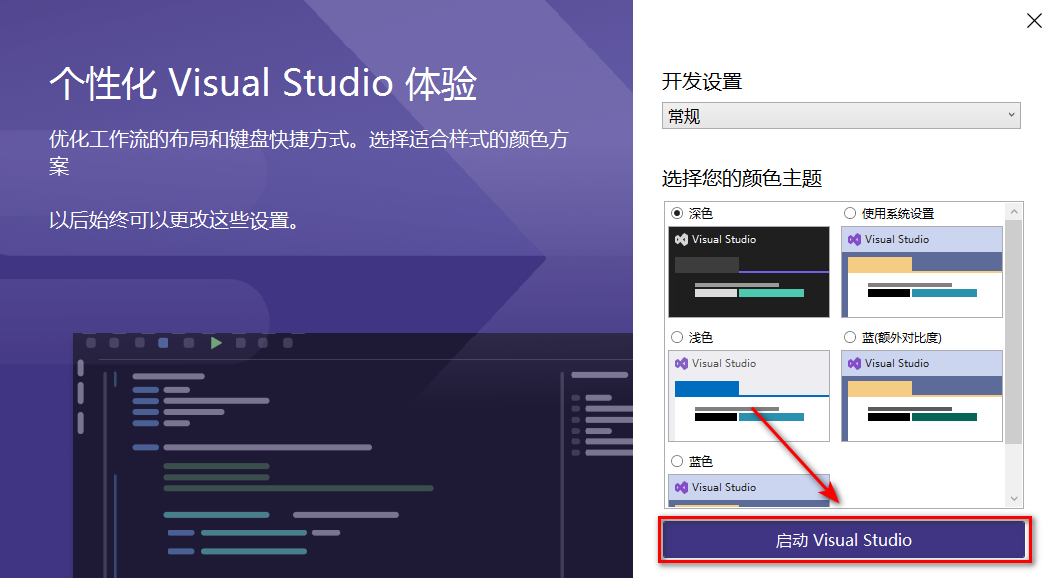 个性化 Visual Studio 体验
优化工作流的布局和键盘快捷方式。选择适合样式的颜色方
案
以后始终可以更改这些设置。
开发设置
常规
选择您的颜色主题
深色
使用系统设置
Visual Studio
Visual Studio
浅色
蓝(额外对比度)
Visual Studio
Visual Studio
蓝色
Visual Studio
启动 Visual Studio